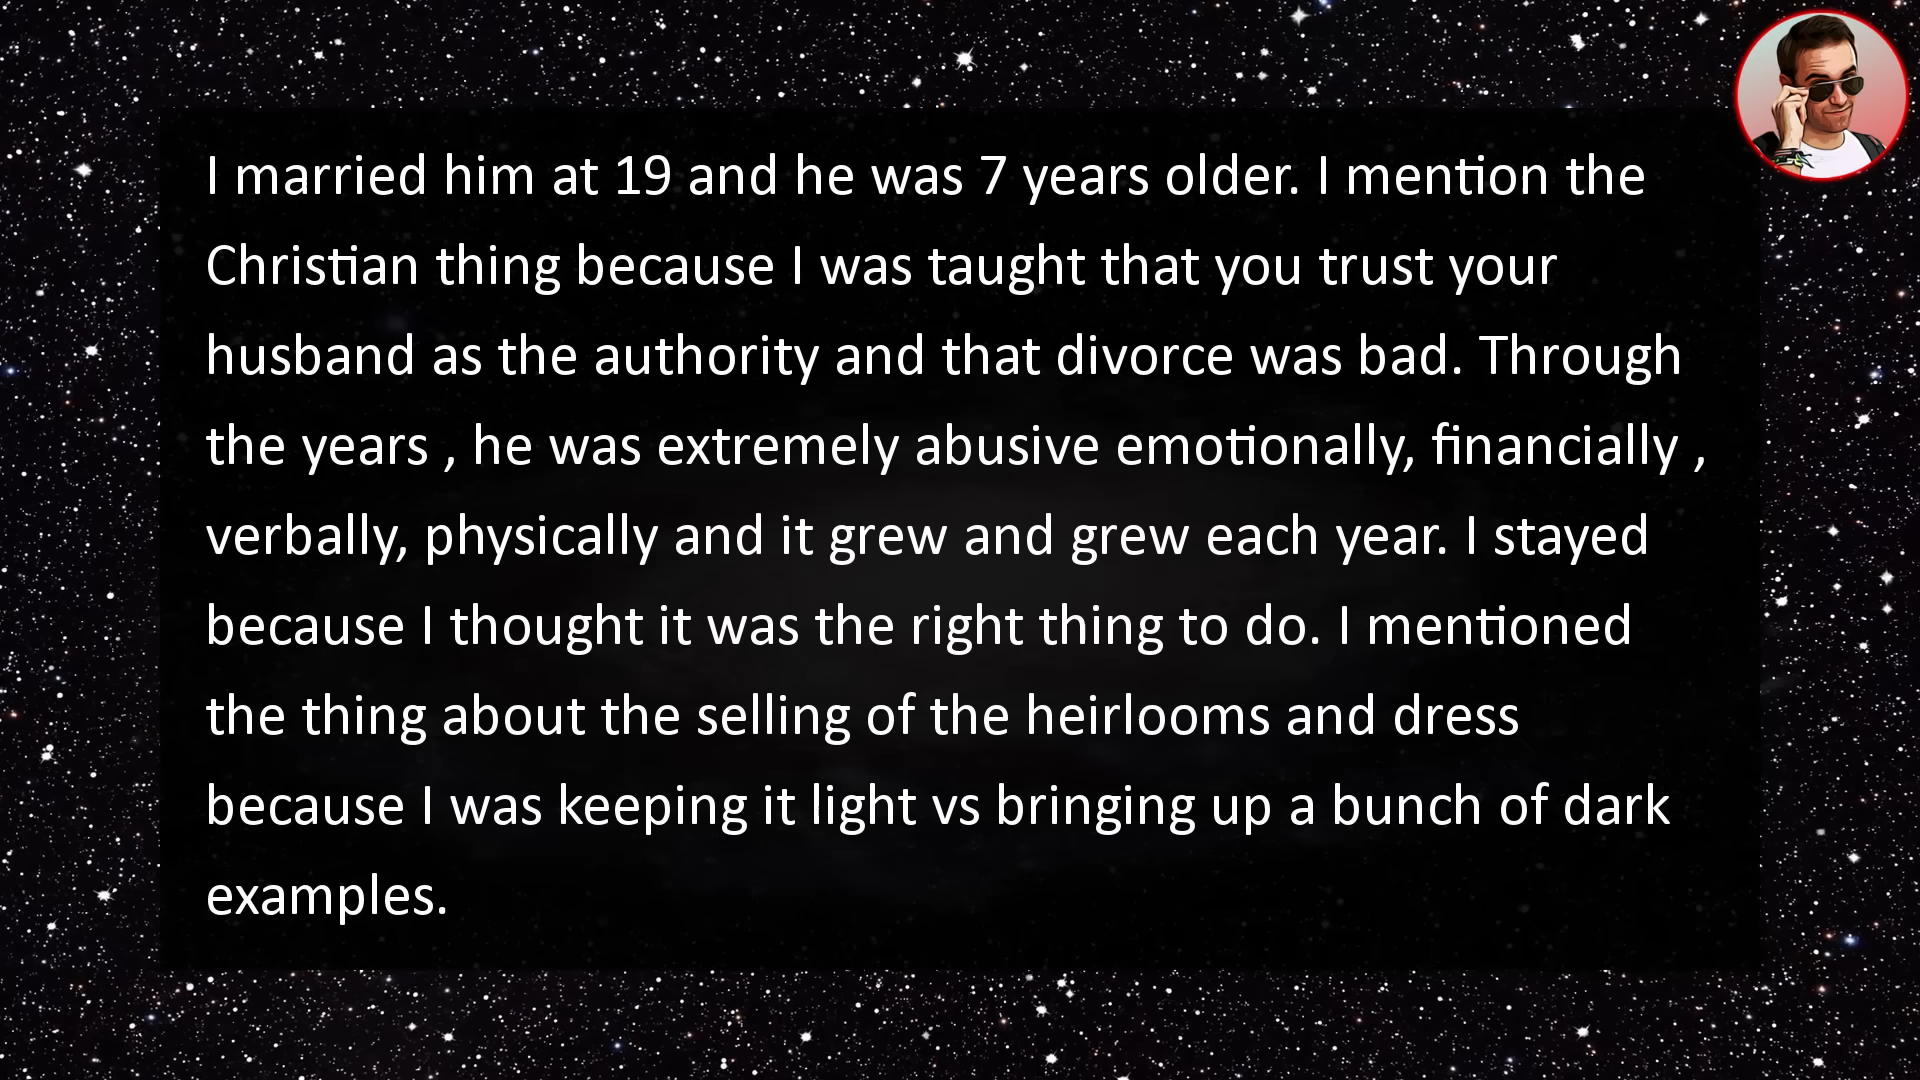 I married him at 19 and he was 7 years older. I mention the
Christian thing because I was taught that you trust your
husband as the authority and that divorce was bad. Through
the years , he was extremely abusive emotionally, financially ,
verbally, physically and it grew and grew each year. I stayed
because I thought it was the right thing to do. I mentioned
the thing about the selling of the heirlooms and dress
because I was keeping it light vs bringing up a bunch of dark
examples.